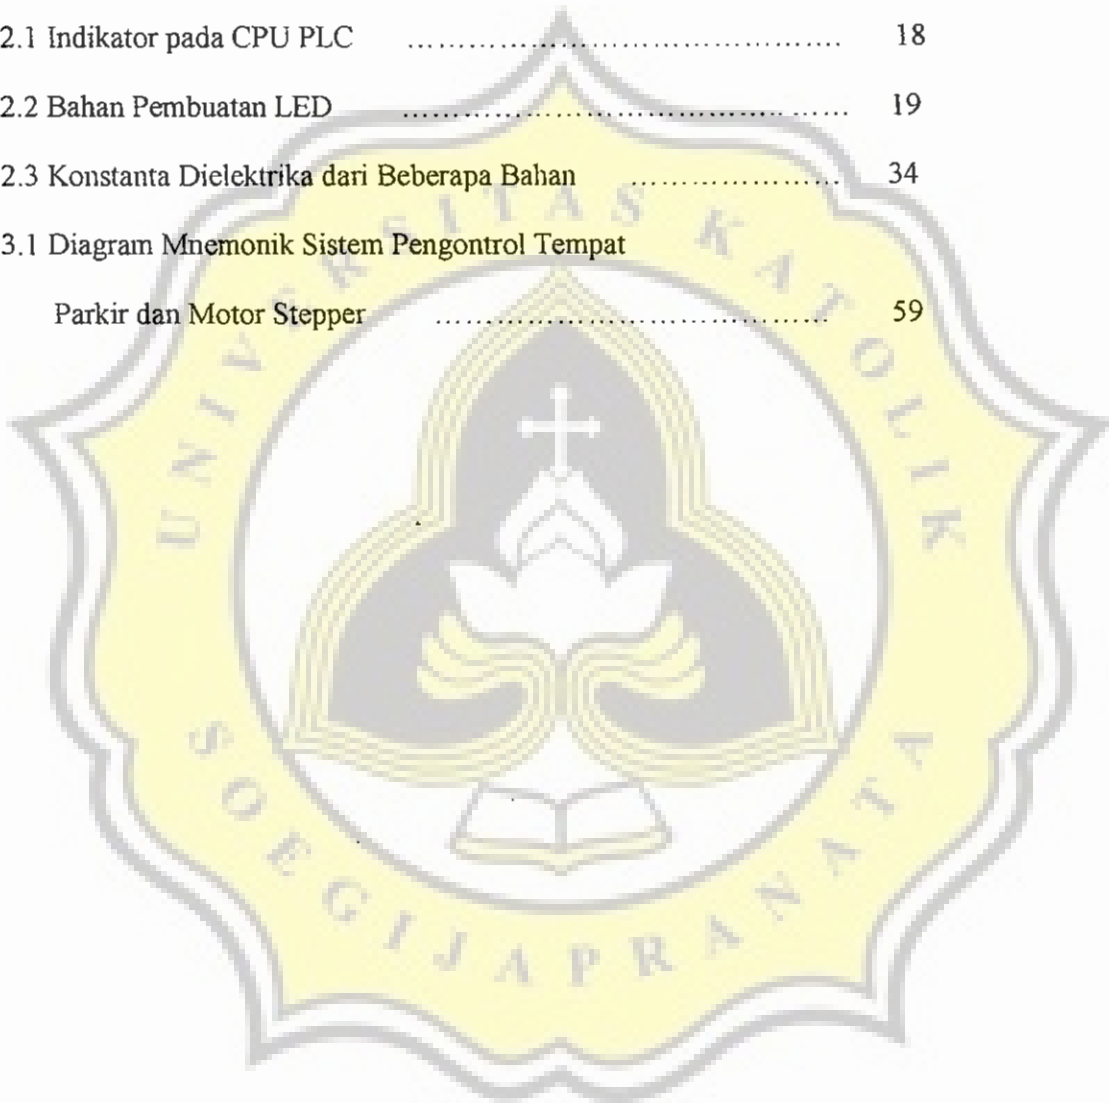 2.1 Indikator pada CPU PLC ............................................ 18
2.2 Bahan Pembuatan LED ............................................ 19
2.3 Konstanta Dielektrika dari Beberapa Bahan ..................... 34
3.1 Diagram Mnemonik Sistem Pengontrol Tempat
Parkir dan Motor Stepper ........................................ 59
UNIVERSITAS KATOLIK
SOEGIJAPRANATA